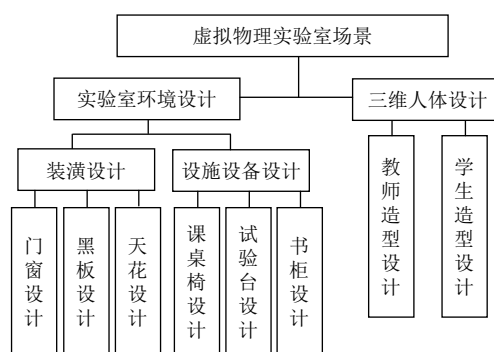 虚拟物理实验室场景
实验室环境设计
三维人体设计
装潢设计
设施设备设计
教师造型设计
学生造型设计
门窗设计
黑板设计
天花设计
课桌椅设计
试验台设计
书柜设计